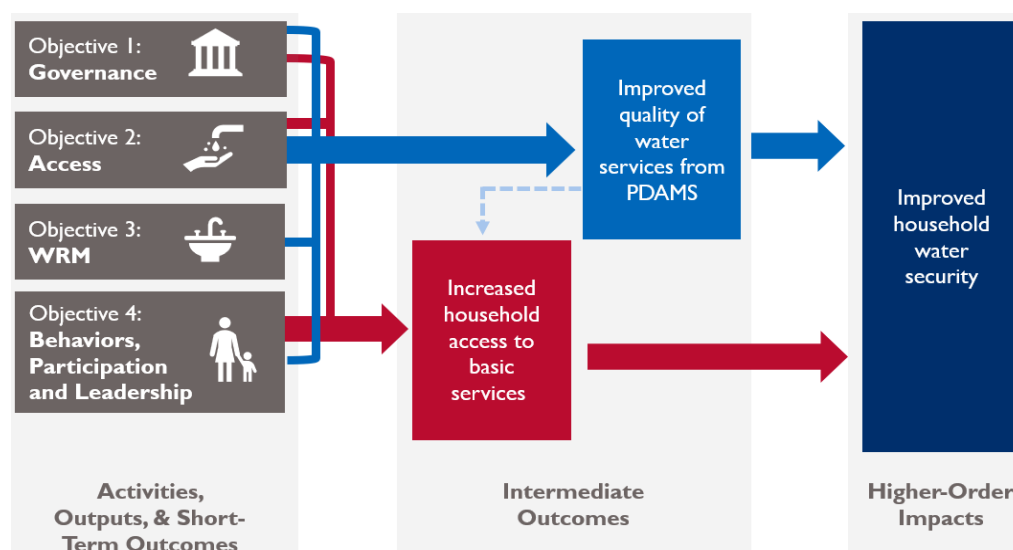 Objective 1:
Governance
Objective 2:
Access
Objective 3:
WRM
Objective 4:
Behaviors,
Participation
and Leadership
Activities,
Outputs, & Short-
Term Outcomes
Improved
quality of
water
services from
PDAMS
Increased
household
access to
basic
services
Intermediate
Outcomes
Improved
household
water
security
Higher-Order
Impacts